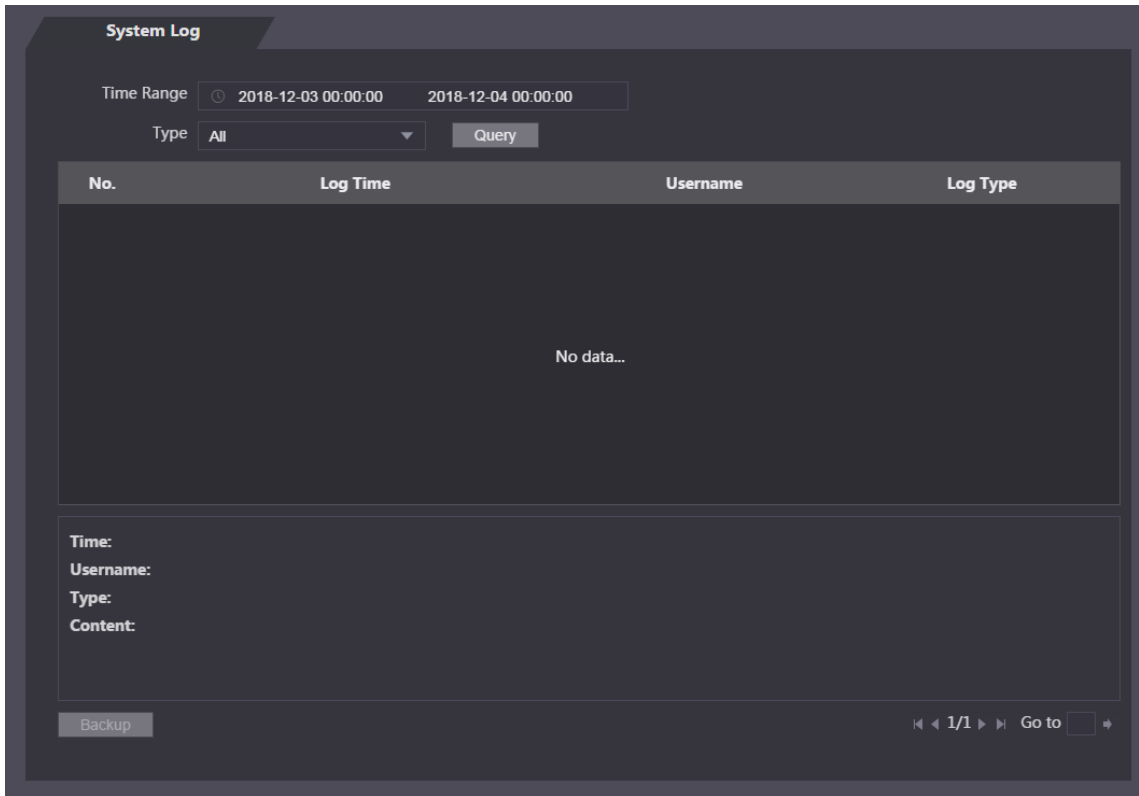 System Log
Time Range 2018-12-03 00:00:00 2018-12-04 00:00:00
Type All Query
No. Log Time Username Log Type
No data...
Time:
Username:
Type:
Content:
Backup 1/1 Go to